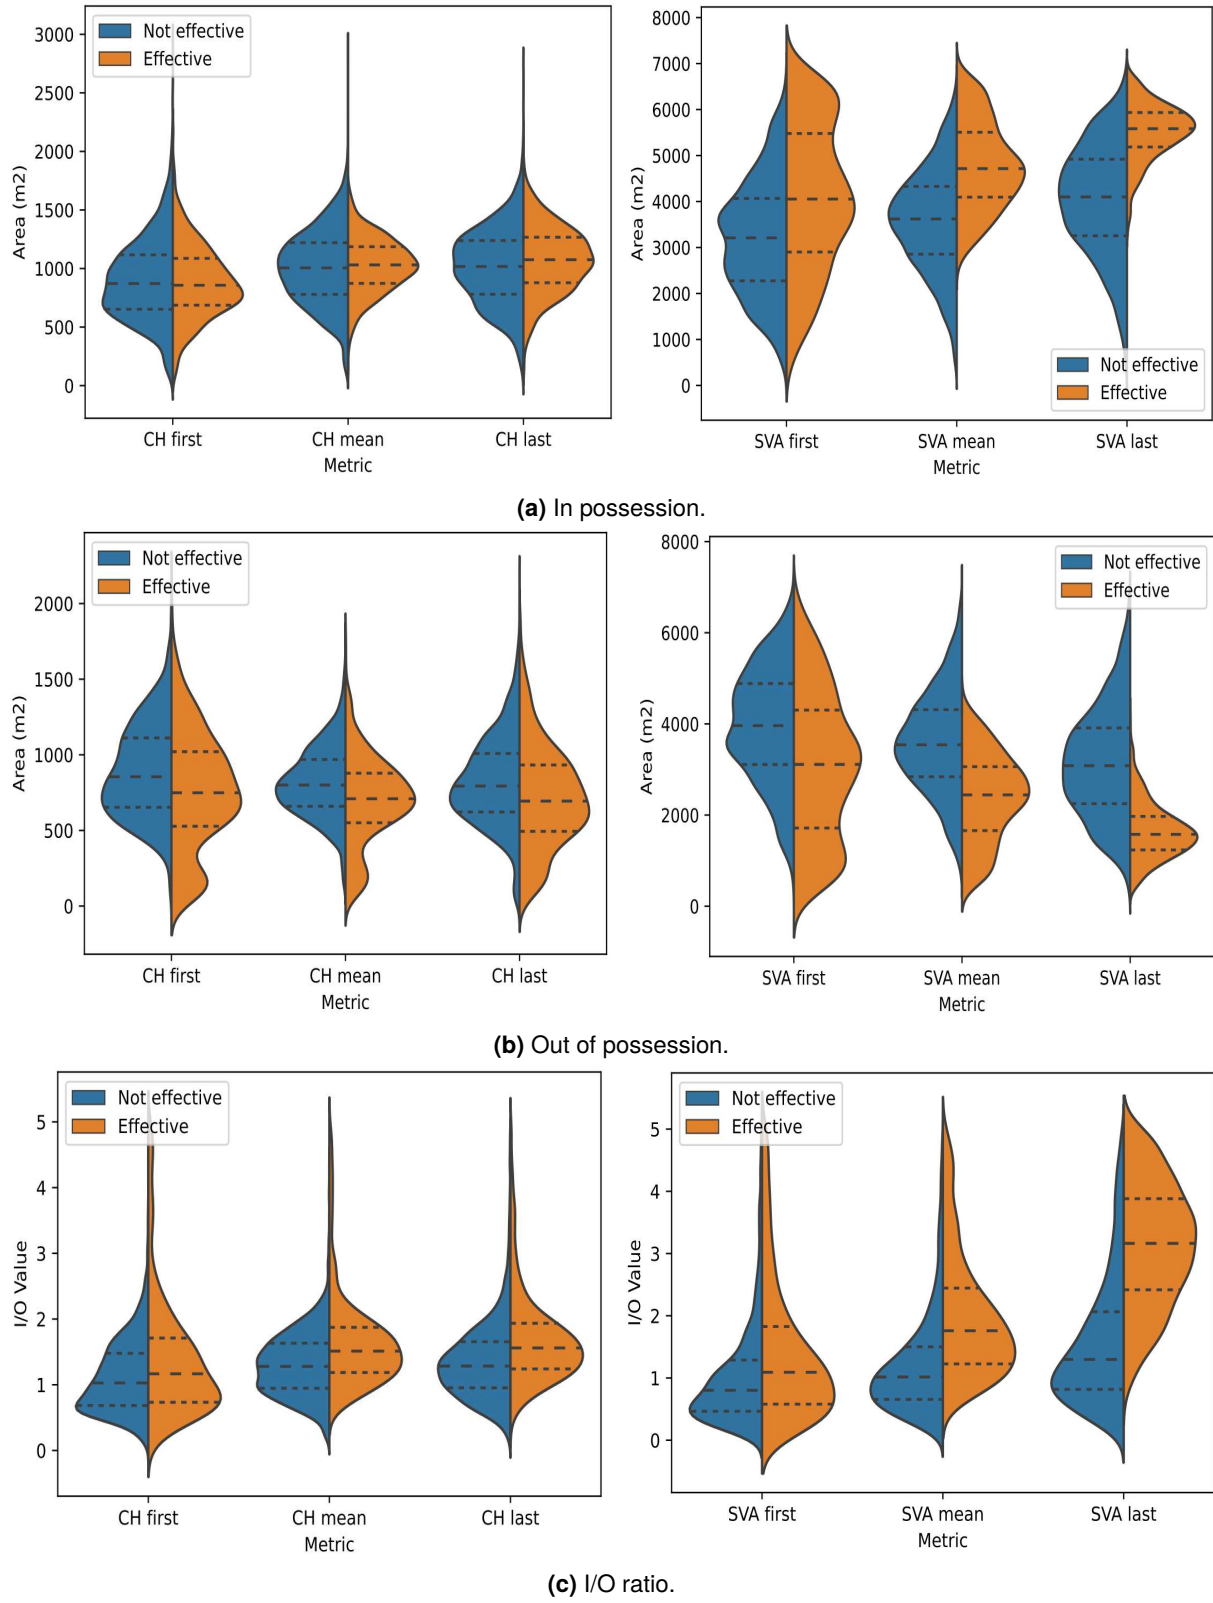 Not effective
Effective
3000
2500
2000
1500
1000
500
0
Area (m2)
CH first
CH mean
CH last
Metric
8000
7000
6000
5000
4000
3000
2000
1000
0
Area (m2)
Not effective
Effective
SVA first
SVA mean
SVA last
Metric
(a) In possession.
Not effective
Effective
2000
1500
1000
500
0
Area (m2)
CH first
CH mean
CH last
Metric
8000
6000
4000
2000
0
Area (m2)
Not effective
Effective
SVA first
SVA mean
SVA last
Metric
(b) Out of possession.
Not effective
Effective
5
4
3
2
1
0
I/O Value
CH first
CH mean
CH last
Metric
Not effective
Effective
5
4
3
2
1
0
I/O Value
SVA first
SVA mean
SVA last
Metric
(c) I/O ratio.